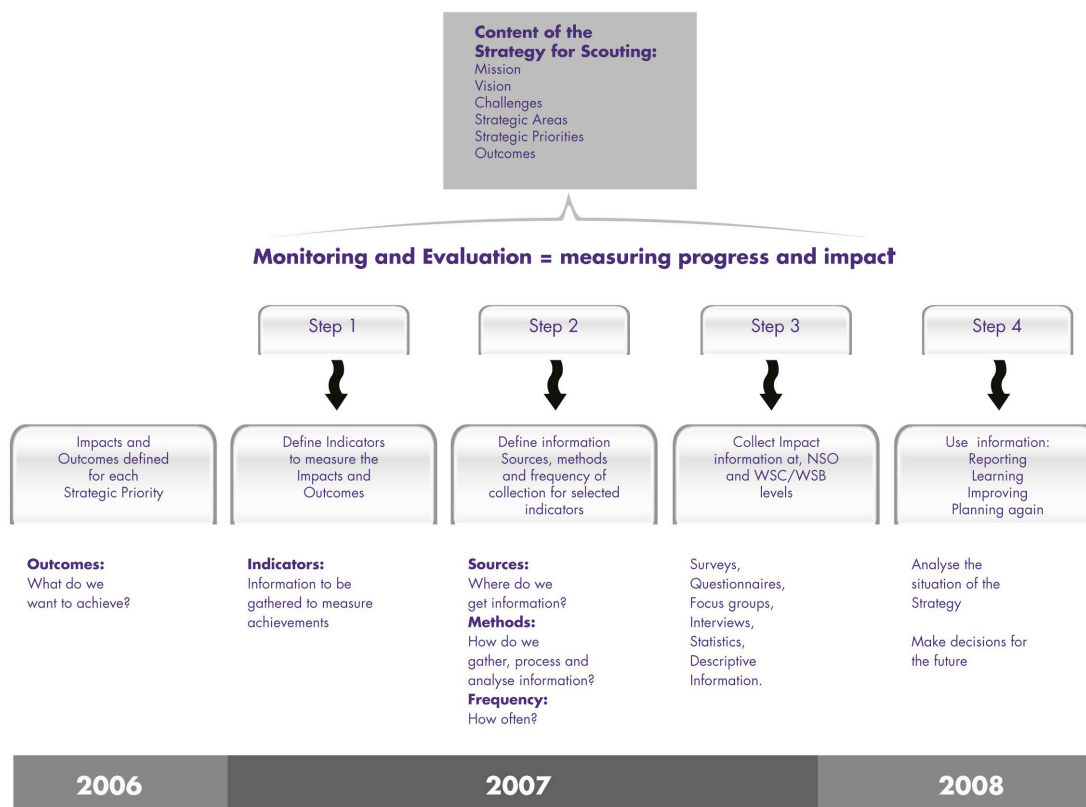 Content of the
Strategy for Scouting:
Mission
Vision
Challenges
Strategic Areas
Strategic Priorities
Outcomes
Monitoring and Evaluation = measuring progress and impact
Step 1
Step 2
Step 3
Step 4
Impacts and
Outcomes defined
for each
Strategic Priority
Define Indicators
to measure the
Impacts and
Outcomes
Define information
Sources, methods
and frequency of
collection for selected
indicators
Collect Impact
information at, NSO
and WSC/WSB
levels
Use information:
Reporting
Learning
Improving
Planning again
Outcomes:
What do we
want to achieve?
Indicators:
Information to be
gathered to measure
achievements
Sources:
Where do we
get information?
Methods:
How do we
gather, process and
analyse information?
Frequency:
How often?
Surveys,
Questionnaires,
Focus groups,
Interviews,
Statistics,
Descriptive
Information.
Analyse the
situation of the
Strategy
Make decisions for
the future
2006
2007
2008